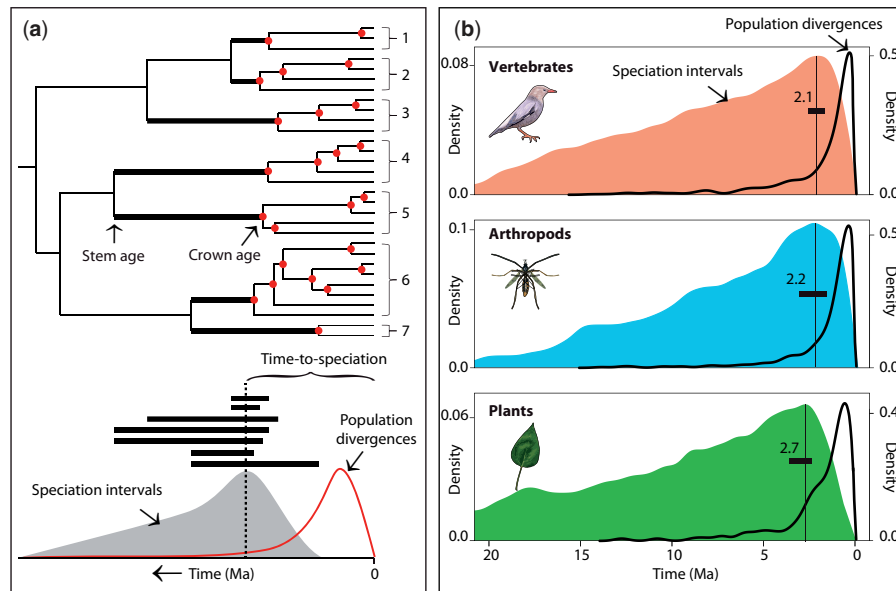 (a)
1
2
3
4
5
6
7
Stem age
Crown age
Time-to-speciation
Population
divergences
Speciation intervals
Time (Ma)
0
(b)
Population divergences
Vertebrates
Speciation intervals
0.08
0.0
Density
2.1
0.5
0.0
Density
Arthropods
0.1
0.0
Density
2.2
0.5
0.0
Density
Plants
0.06
0.0
Density
2.7
0.4
0.0
Density
20
15
10
5
0
Time (Ma)